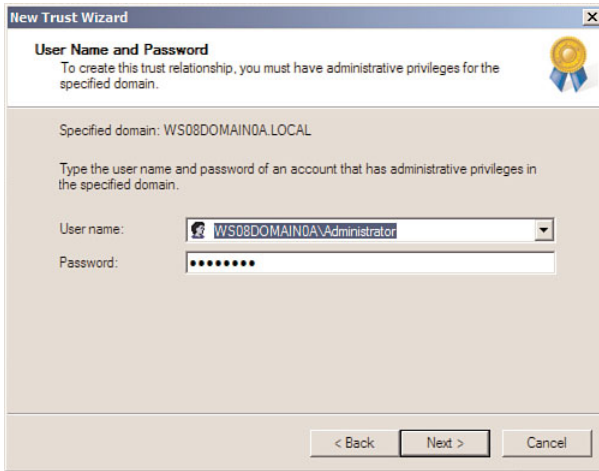 New Trust Wizard
User Name and Password
To create this trust relationship, you must have administrative privileges for the
specified domain.
Specified domain: WS08DOMAIN0A.LOCAL
Type the user name and password of an account that has administrative privileges in
the specified domain.
User name: WS08DOMAIN0A\Administrator
Password: ••••••••
< Back Next > Cancel